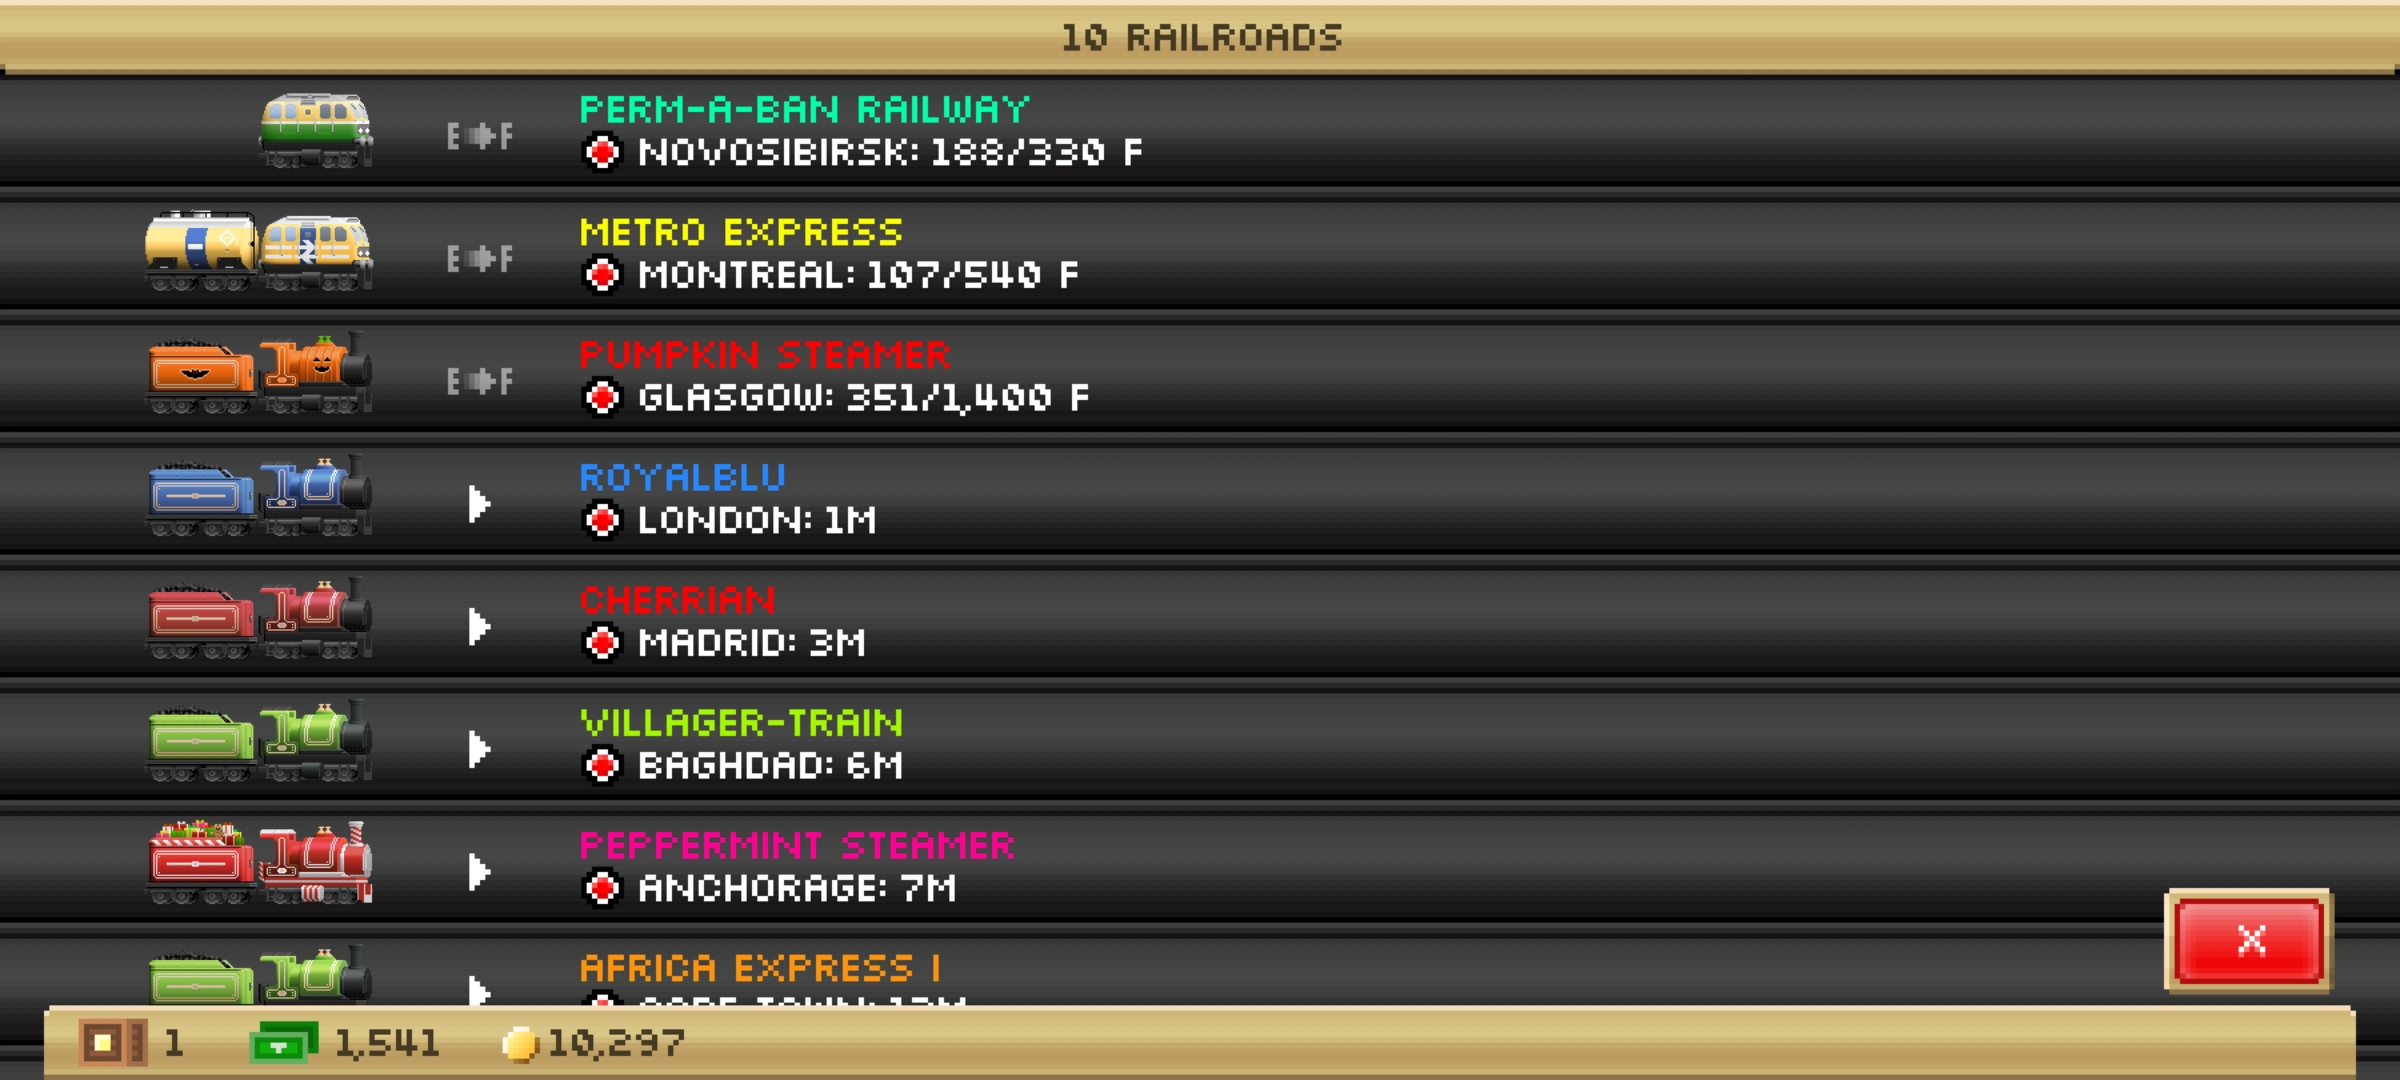 10 RAILROADS
PERM-A-BAN RAILWAY
E F
NOVOSIBIRSK: 188/330 F
METRO EXPRESS
E F
MONTREAL: 107/540 F
PUMPKIN STEAMER
E F
GLASGOW: 351/1,400 F
ROYALBLU
LONDON: 1M
CHERRIAN
MADRID: 3M
VILLAGER-TRAIN
BAGHDAD: 6M
PEPPERMINT STEAMER
ANCHORAGE: 7M
X
AFRICA EXPRESS I
1 1,541 10,297